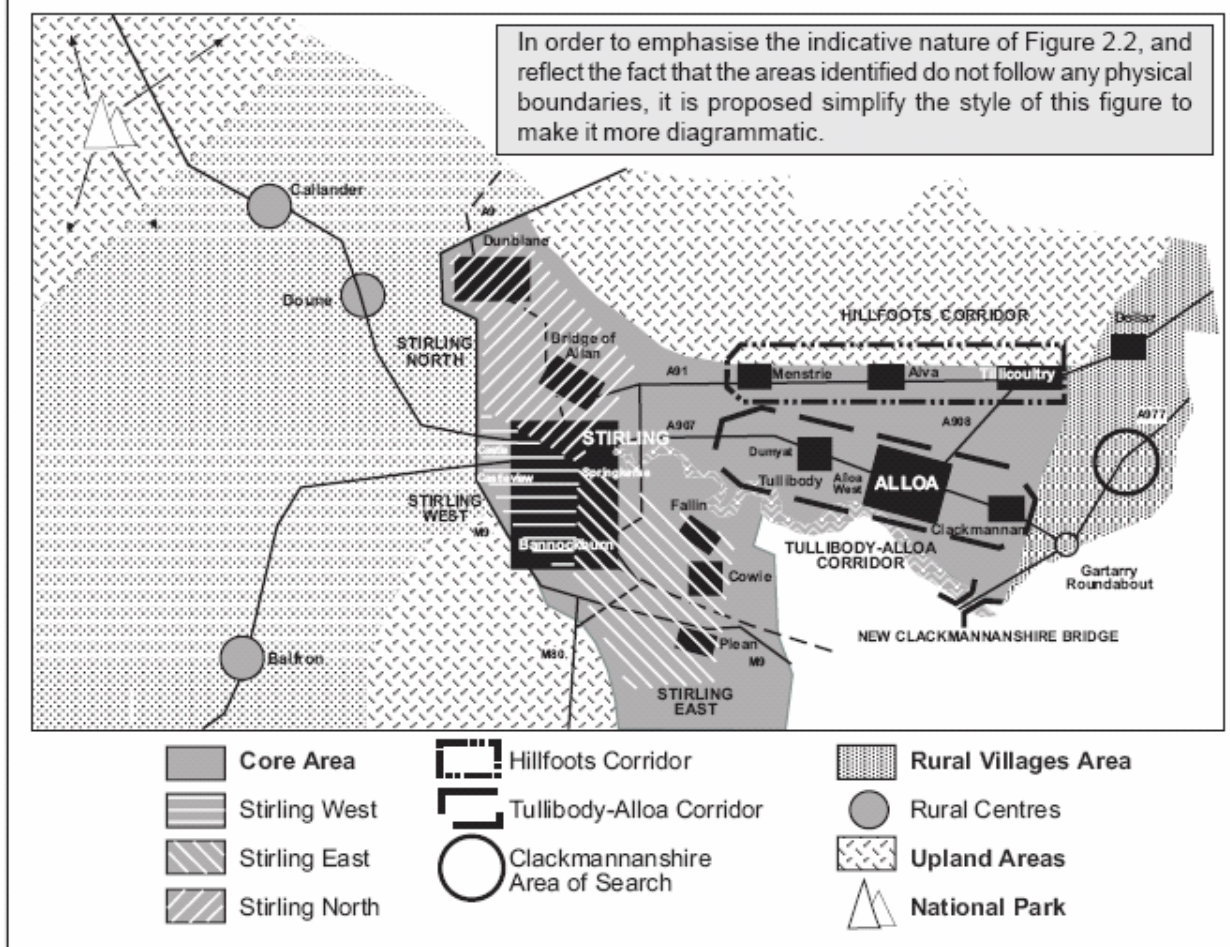 In order to emphasise the indicative nature of Figure 2.2, and
reflect the fact that the areas identified do not follow any physical
boundaries, it is proposed simplify the style of this figure to
make it more diagrammatic.
Callander
A9
Dunblane
Doune
HILLFOOTS CORRIDOR
Dollar
STIRLING
NORTH
Bridge of
Allan
A91
Menstrie
Alva
Tillicoultry
A977
A907
A908
STIRLING
Castle
Dumyat
Springkerse
Castleview
Tullibody
Alloa
West
ALLOA
STIRLING
WEST
Fallin
M9
Clackmannan
Bannockburn
TULLIBODY-ALLOA
CORRIDOR
Cowie
Gartarry
Roundabout
NEW CLACKMANNANSHIRE BRIDGE
Plean
M80
M9
Balfron
STIRLING
EAST
Core Area
Stirling West
Stirling East
Stirling North
Hillfoots Corridor
Tullibody-Alloa Corridor
Clackmannanshire
Area of Search
Rural Villages Area
Rural Centres
Upland Areas
National Park